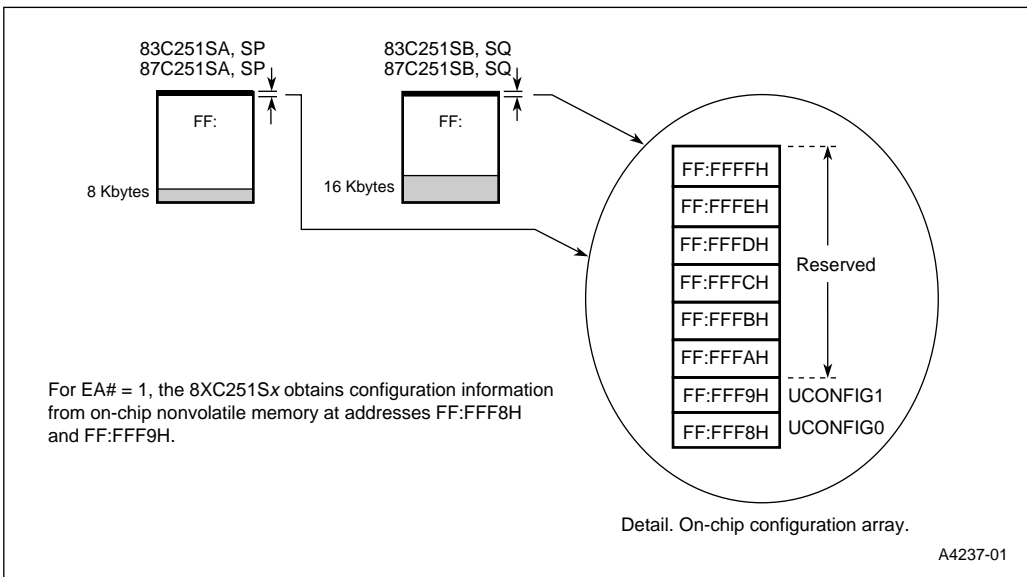 83C251SA, SP
87C251SA, SP
83C251SB, SQ
87C251SB, SQ
FF:
FF:
8 Kbytes
16 Kbytes
FF:FFFFH
FF:FFFEH
FF:FFFDH
FF:FFFCH
FF:FFFBH
FF:FFFAH
FF:FFF9H
FF:FFF8H
Reserved
UCONFIG1
UCONFIG0
For EA# = 1, the 8XC251Sx obtains configuration information
from on-chip nonvolatile memory at addresses FF:FFF8H
and FF:FFF9H.
Detail. On-chip configuration array.
A4237-01